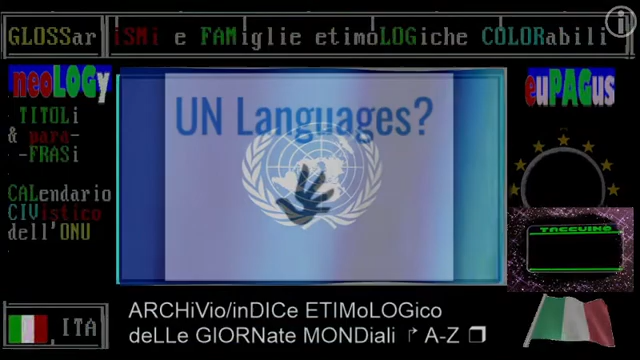 GLOSSar iSMi e FAMiglie etimoLOGiche COLORabili i
neoLOGy
TITOLi
& para-
-FRASi
CALendario
CIVistico
dell'ONU
UN Languages?
euPAGus
TACCUINO
ITA
ARCHiVio/inDICe ETIMoLOGico
deLLe GIORNate MONDiali ↱ A-Z ❐